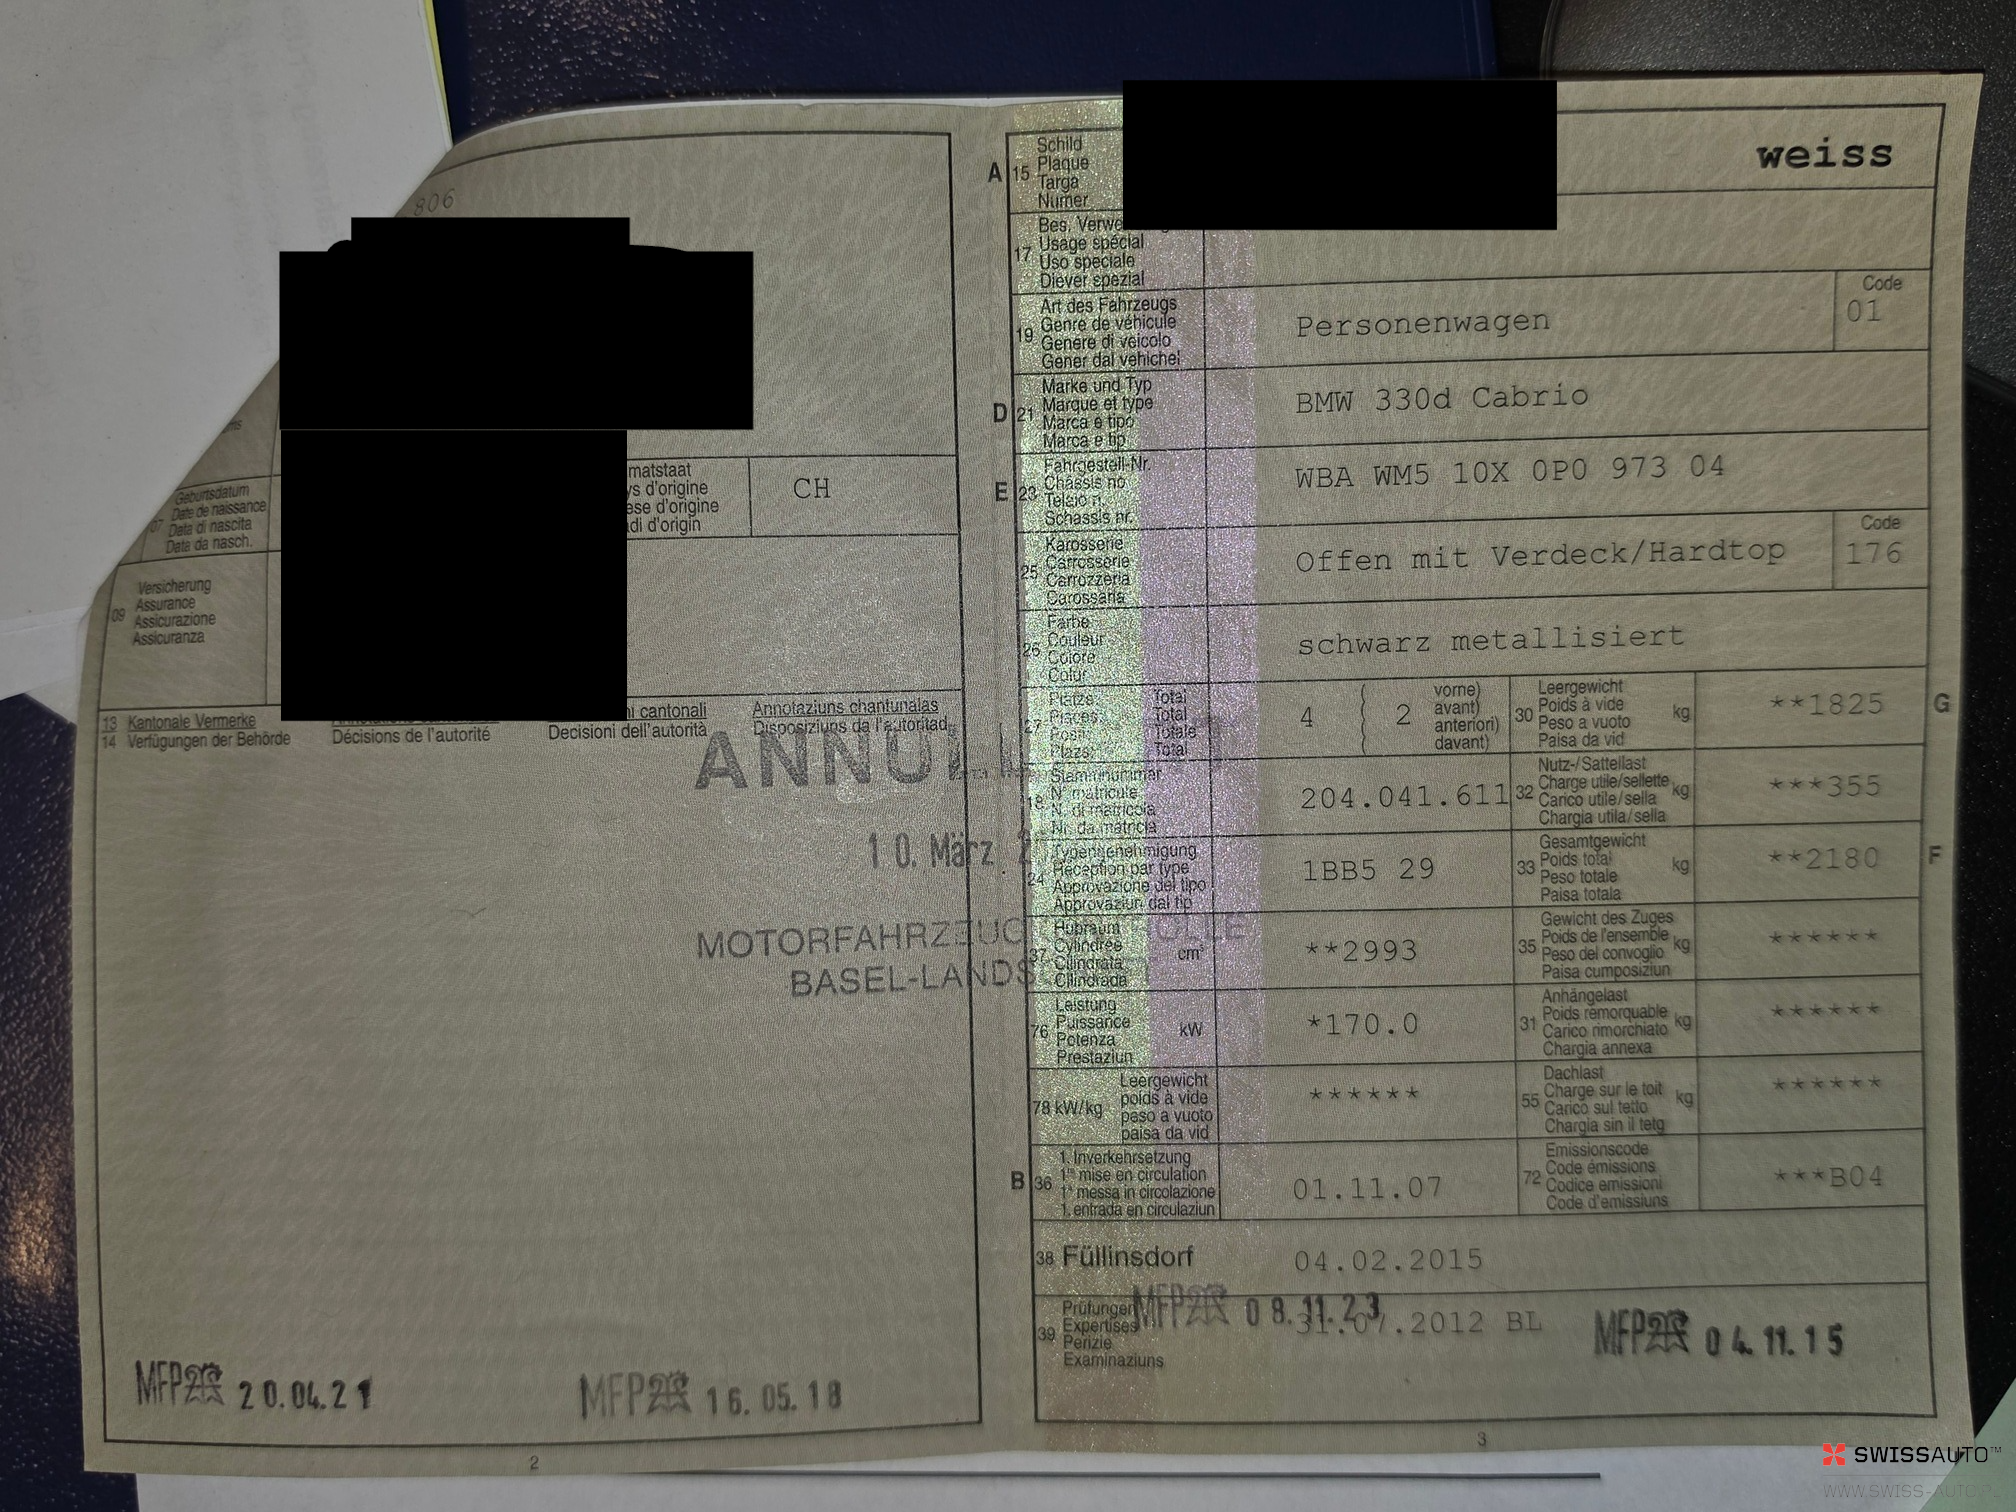 806
matstaat
ys d'origine
ese d'origine
di d'origin
CH
07 Geburtsdatum
Date de naissance
Data di nascita
Data da nasch.
09 Versicherung
Assurance
Assicurazione
Assicuranza
13 Kantonale Vermerke
i cantonali
Annotaziuns chantunalas
14 Verfügungen der Behörde
Décisions de l'autorité
Decisioni dell'autorità
Disposiziuns da l'autoritad
10. März
MFP 20.04.21
MFP 16.05.18
2
A 15 Schild
Plaque
Targa
Numer
weiss
17 Bes. Verwe
Usage spécial
Uso speciale
Diever spezial
19 Art des Fahrzeugs
Genre de véhicule
Genere di veicolo
Gener dal vehichel
Personenwagen
Code
01
D 21 Marke und Typ
Marque et type
Marca e tipo
Marca e tip
BMW 330d Cabrio
E 23 Fahrgestell-Nr.
Châssis no
Telaio n.
Schassis nr.
WBA WM5 10X 0P0 973 04
25 Karosserie
Carrosserie
Carrozzeria
Carossaria
Offen mit Verdeck/Hardtop
Code
176
26 Farbe
Couleur
Colore
Colur
schwarz metallisiert
27 Plätze Total
Places Total
Posti Totale
Plazs Total
4 ( 2 vorne)
avant)
anteriori)
davant)
30 Leergewicht
Poids à vide
Peso a vuoto
Paisa da vid
kg
**1825
G
18 Stammnummer
N° matricule
N. di matricola
Nr. da matricla
204.041.611
32 Nutz-/Sattellast
Charge utile/sellette
Carico utile/sella
Chargia utila/sella
kg
***355
24 Typengenehmigung
Réception par type
Approvazione del tipo
Approvaziun dal tip
1BB5 29
33 Gesamtgewicht
Poids total
Peso totale
Paisa totala
kg
**2180
F
37 Hubraum
Cylindrée
Cilindrata
Cilindrada
cm³
**2993
35 Gewicht des Zuges
Poids de l'ensemble
Peso del convoglio
Paisa cumposiziun
kg
******
76 Leistung
Puissance
Potenza
Prestaziun
kW
*170.0
31 Anhängelast
Poids remorquable
Carico rimorchiato
Chargia annexa
kg
******
78 kW/kg
Leergewicht
poids à vide
peso a vuoto
paisa da vid
******
55 Dachlast
Charge sur le toit
Carico sul tetto
Chargia sin il tetg
kg
******
B 36 1. Inverkehrsetzung
1re mise en circulation
1a messa in circolazione
1. entrada en circulaziun
01.11.07
72 Emissionscode
Code émissions
Codice emissioni
Code d'emissiuns
***B04
38 Füllinsdorf
04.02.2015
39 Prüfungen
Expertises
Perizie
Examinaziuns
MFP 08.11.23
31.07.2012 BL
MFP 04.11.15
3
SWISSAUTO™